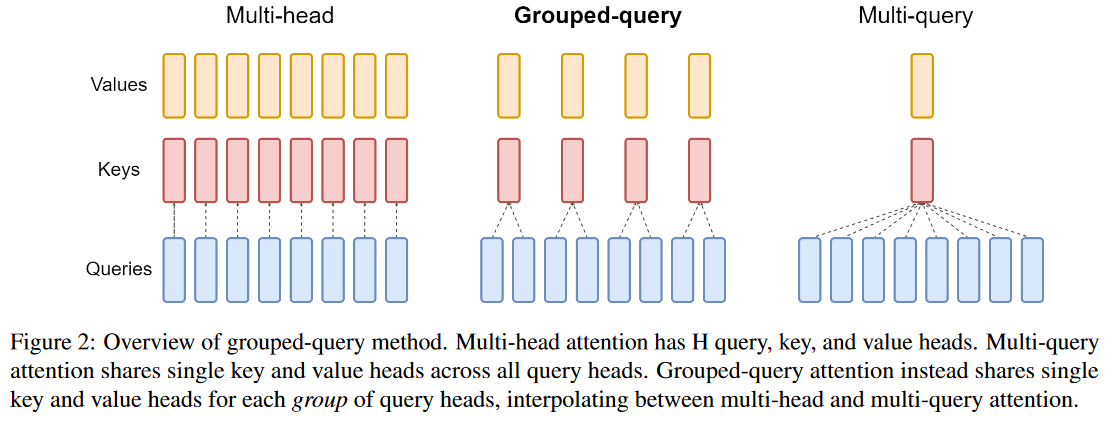 Multi-head Grouped-query Multi-query
Values
Keys
Queries
Figure 2: Overview of grouped-query method. Multi-head attention has H query, key, and value heads. Multi-query
attention shares single key and value heads across all query heads. Grouped-query attention instead shares single
key and value heads for each group of query heads, interpolating between multi-head and multi-query attention.